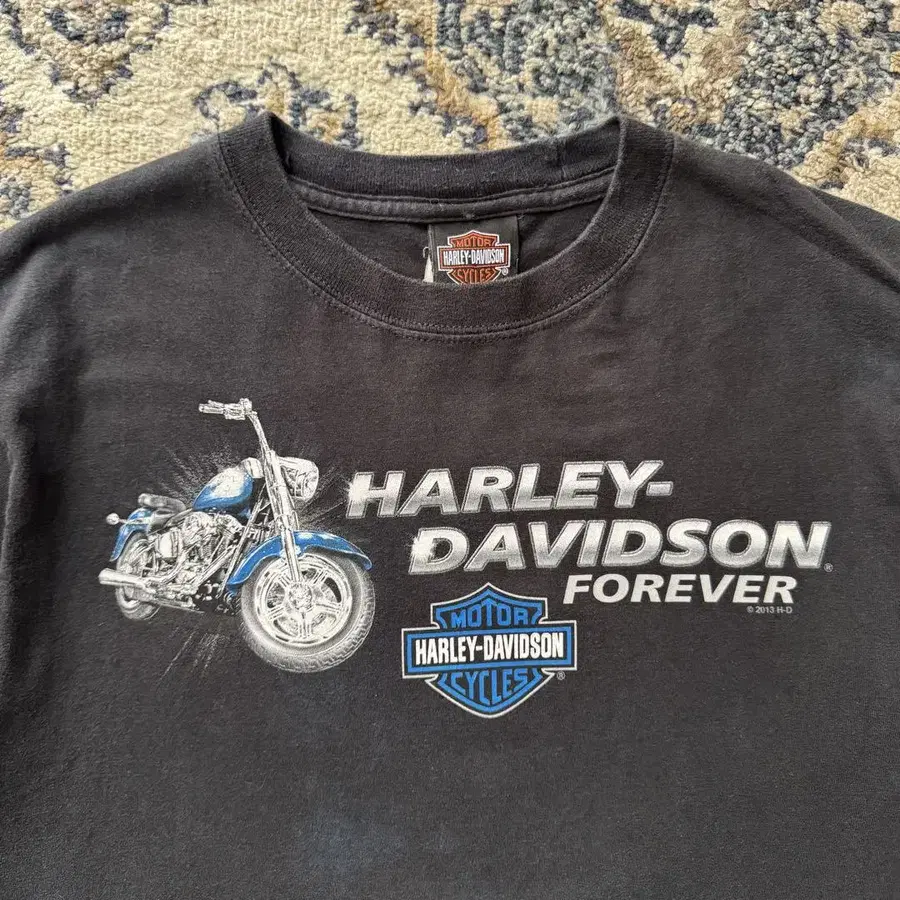 MOTOR
HARLEY-DAVIDSON
CYCLES
®
HARLEY-
DAVIDSON®
FOREVER
© 2013 H-D
MOTOR
HARLEY-DAVIDSON
CYCLES
®